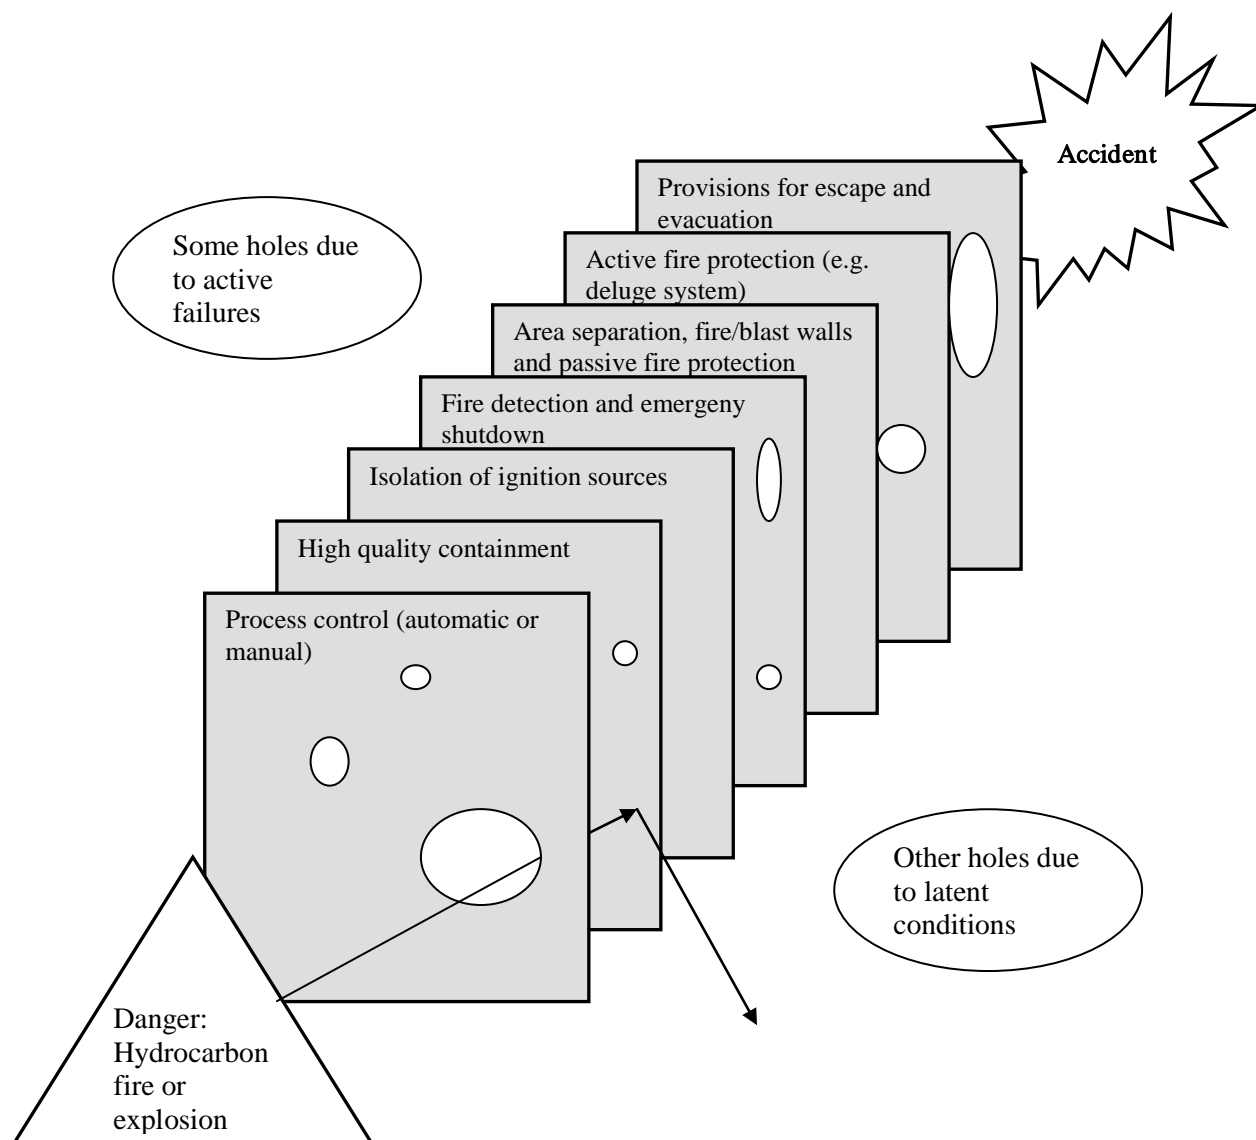 Accident
Provisions for escape and
evacuation
Some holes due
to active
failures
Active fire protection (e.g.
deluge system)
Area separation, fire/blast walls
and passive fire protection
Fire detection and emergeny
shutdown
Isolation of ignition sources
High quality containment
Process control (automatic or
manual)
Other holes due
to latent
conditions
Danger:
Hydrocarbon
fire or
explosion